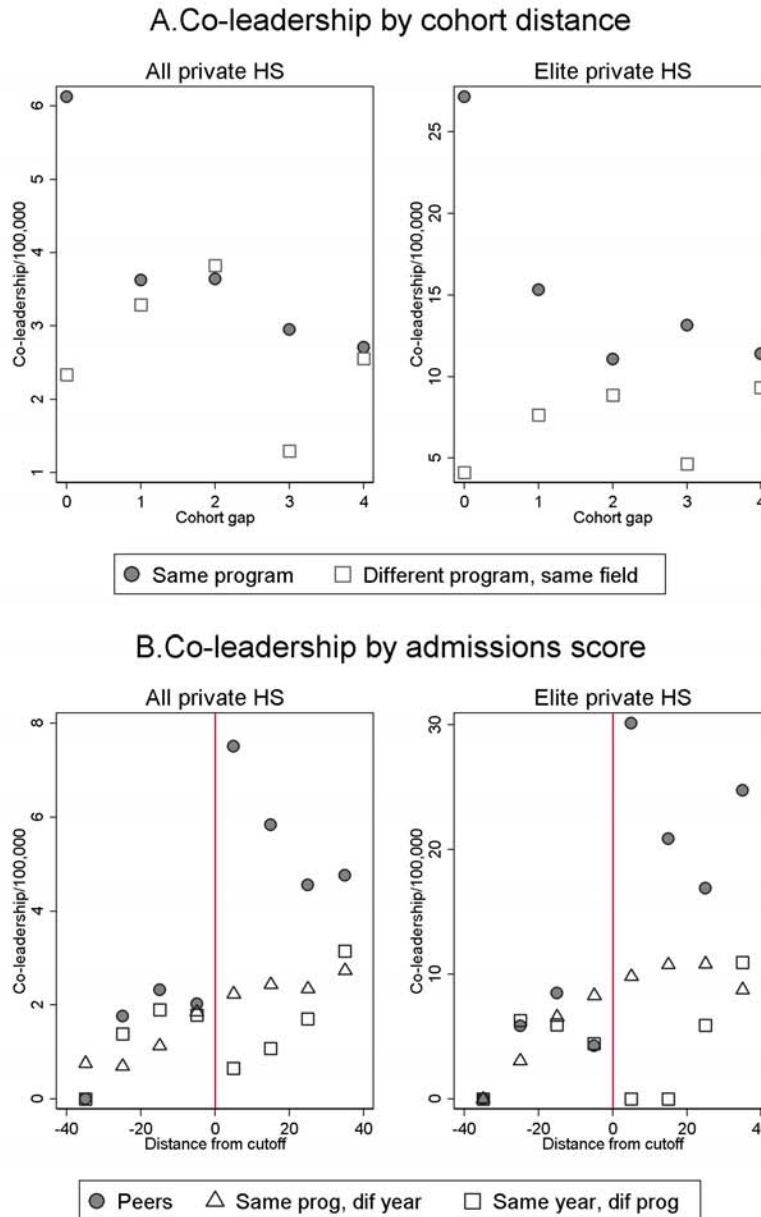 A.Co-leadership by cohort distance
All private HS
Elite private HS
Co-leadership/100,000
6
5
4
3
2
1
0 1 2 3 4
Cohort gap
Co-leadership/100,000
25
20
15
10
5
0 1 2 3 4
Cohort gap
Same program Different program, same field
B.Co-leadership by admissions score
All private HS
Elite private HS
Co-leadership/100,000
8
6
4
2
0
-40 -20 0 20 40
Distance from cutoff
Co-leadership/100,000
30
20
10
0
-40 -20 0 20 40
Distance from cutoff
Peers Same prog, dif year Same year, dif prog